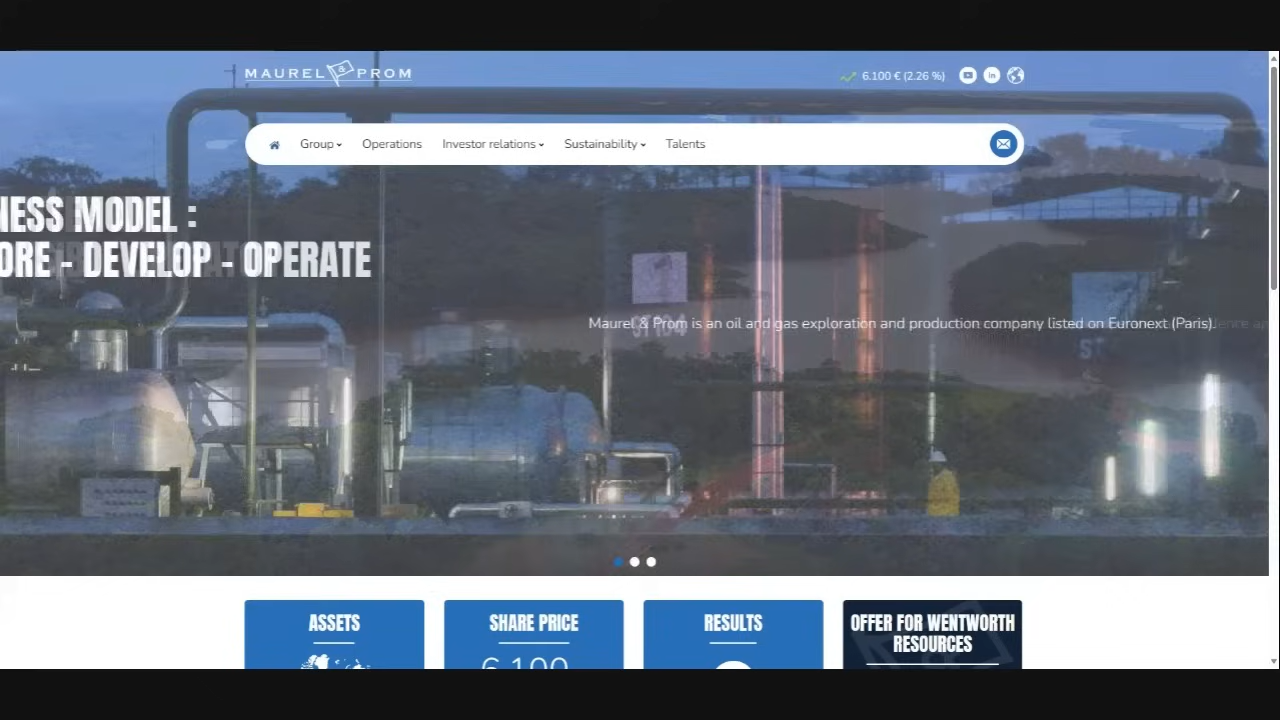 MAUREL & PROM
6.100 € (2.26 %)
Group
Operations
Investor relations
Sustainability
Talents
NESS MODEL :
ORE - DEVELOP - OPERATE
Maurel & Prom is an oil and gas exploration and production company listed on Euronext (Paris).
ASSETS
SHARE PRICE
RESULTS
OFFER FOR WENTWORTH
RESOURCES
6.100